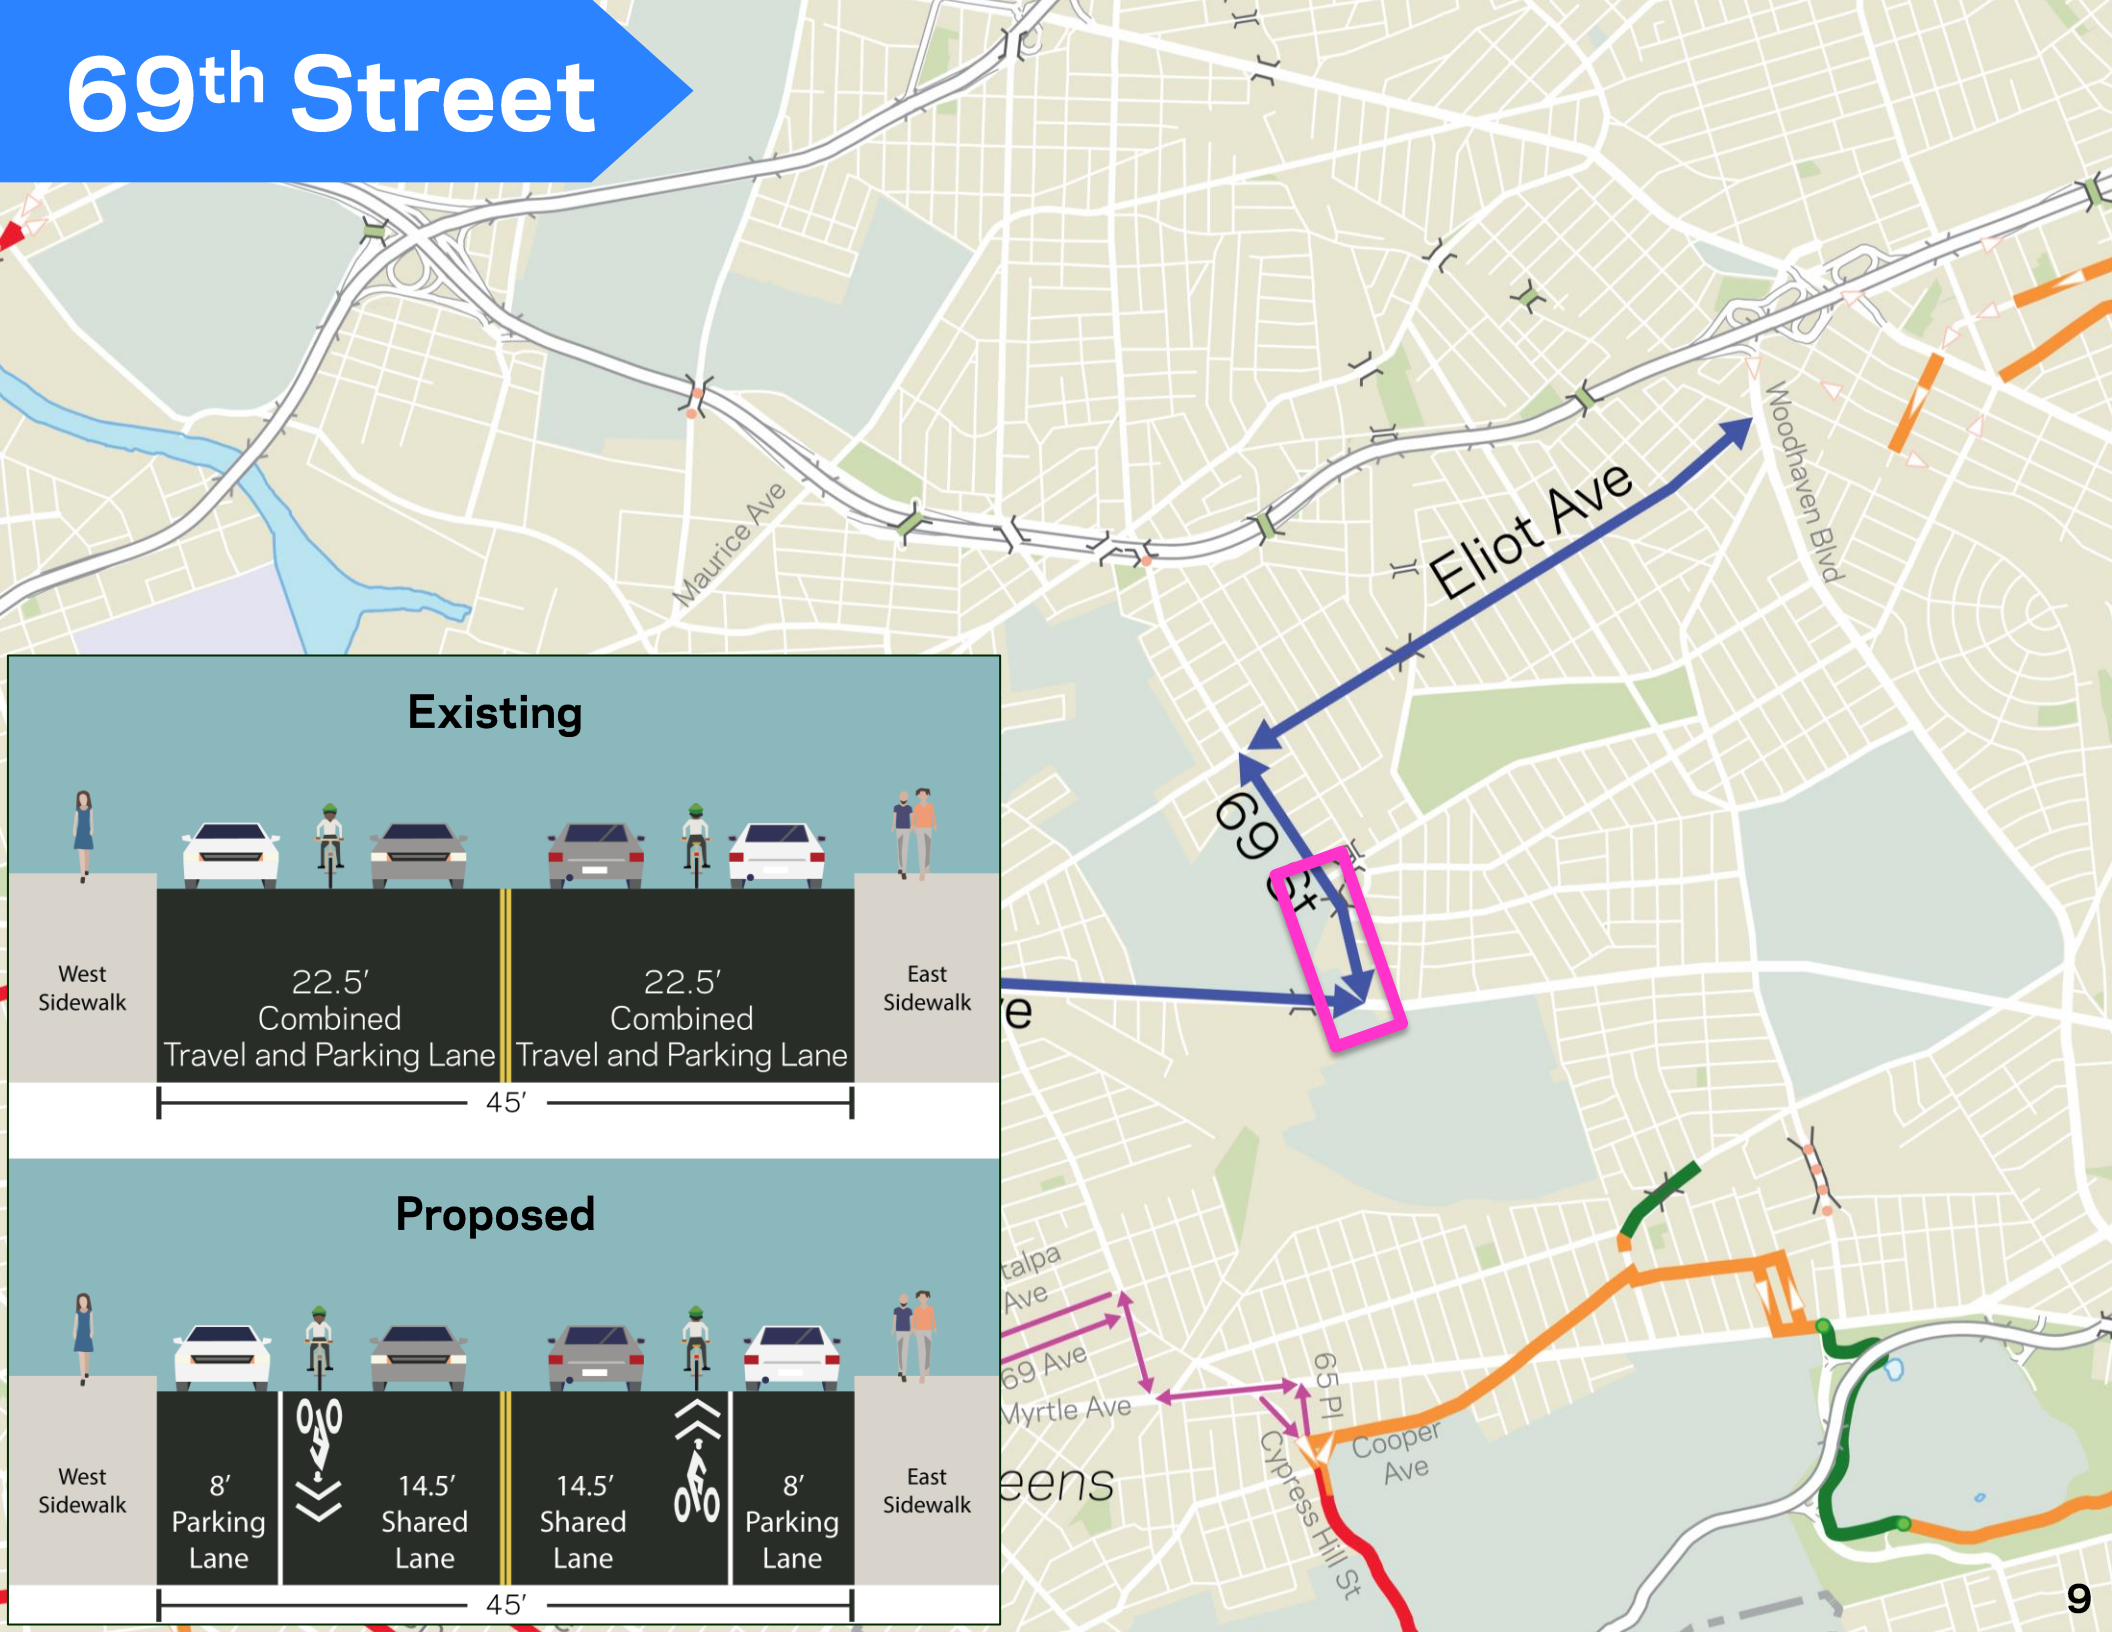 69th Street
Maurice Ave
Woodhaven Blvd
Eliot Ave
69 St
Existing
West
Sidewalk
22.5'
Combined
Travel and Parking Lane
22.5'
Combined
Travel and Parking Lane
East
Sidewalk
45'
Proposed
West
Sidewalk
8'
Parking
Lane
14.5'
Shared
Lane
14.5'
Shared
Lane
8'
Parking
Lane
East
Sidewalk
45'
e
talpa
Ave
69 Ave
Myrtle Ave
65 Pl
Cooper
Ave
Cypress Hill St
eens
9